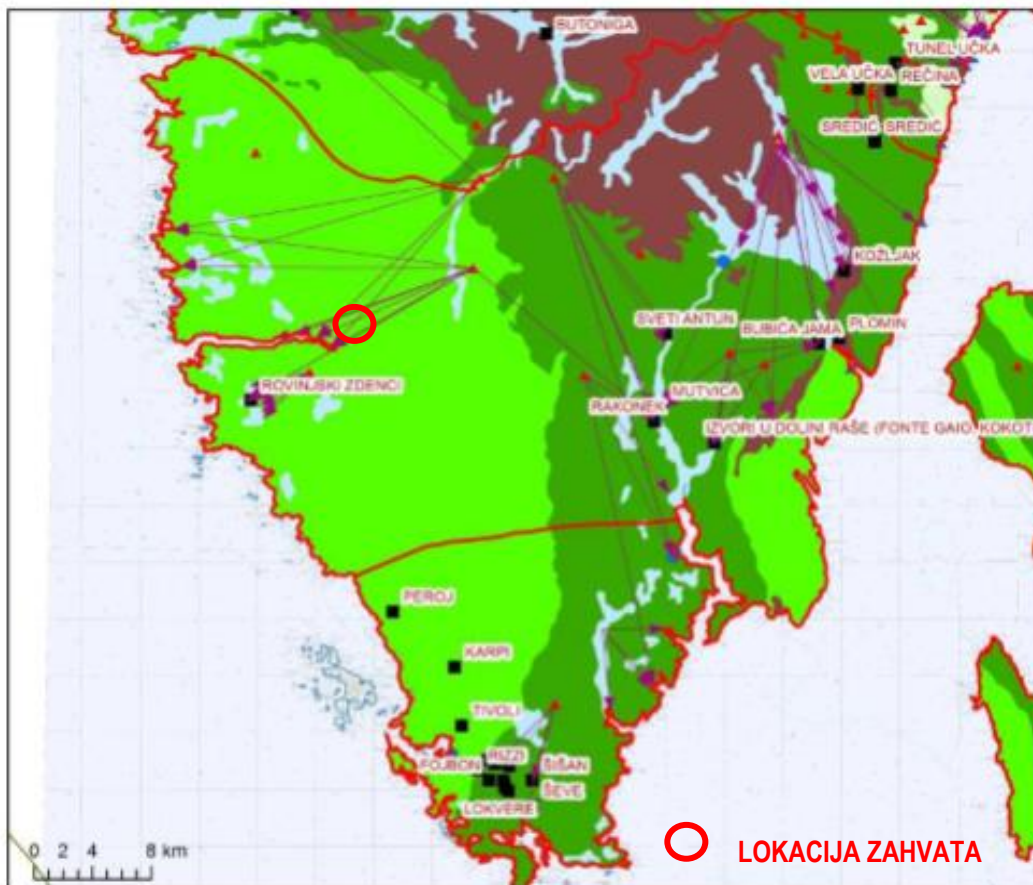 BUTONIGA
TUNEL UČKA
VELA UČKA
REČINA
SREDIĆ
SREDIĆ
KOŽLJAK
SVETI ANTUN
BUBIĆA JAMA
PLOMIN
ROVINJSKI ZDENCI
MUTVICA
RAKONEK
IZVORI U DOLINI RAŠE (FONTE GAIO, KOKOT
PEROJ
KARPI
TIVOLI
RIZZI
FOJBON
ŠIŠAN
ŠEVE
LOKVERE
0 2 4 8 km
LOKACIJA ZAHVATA